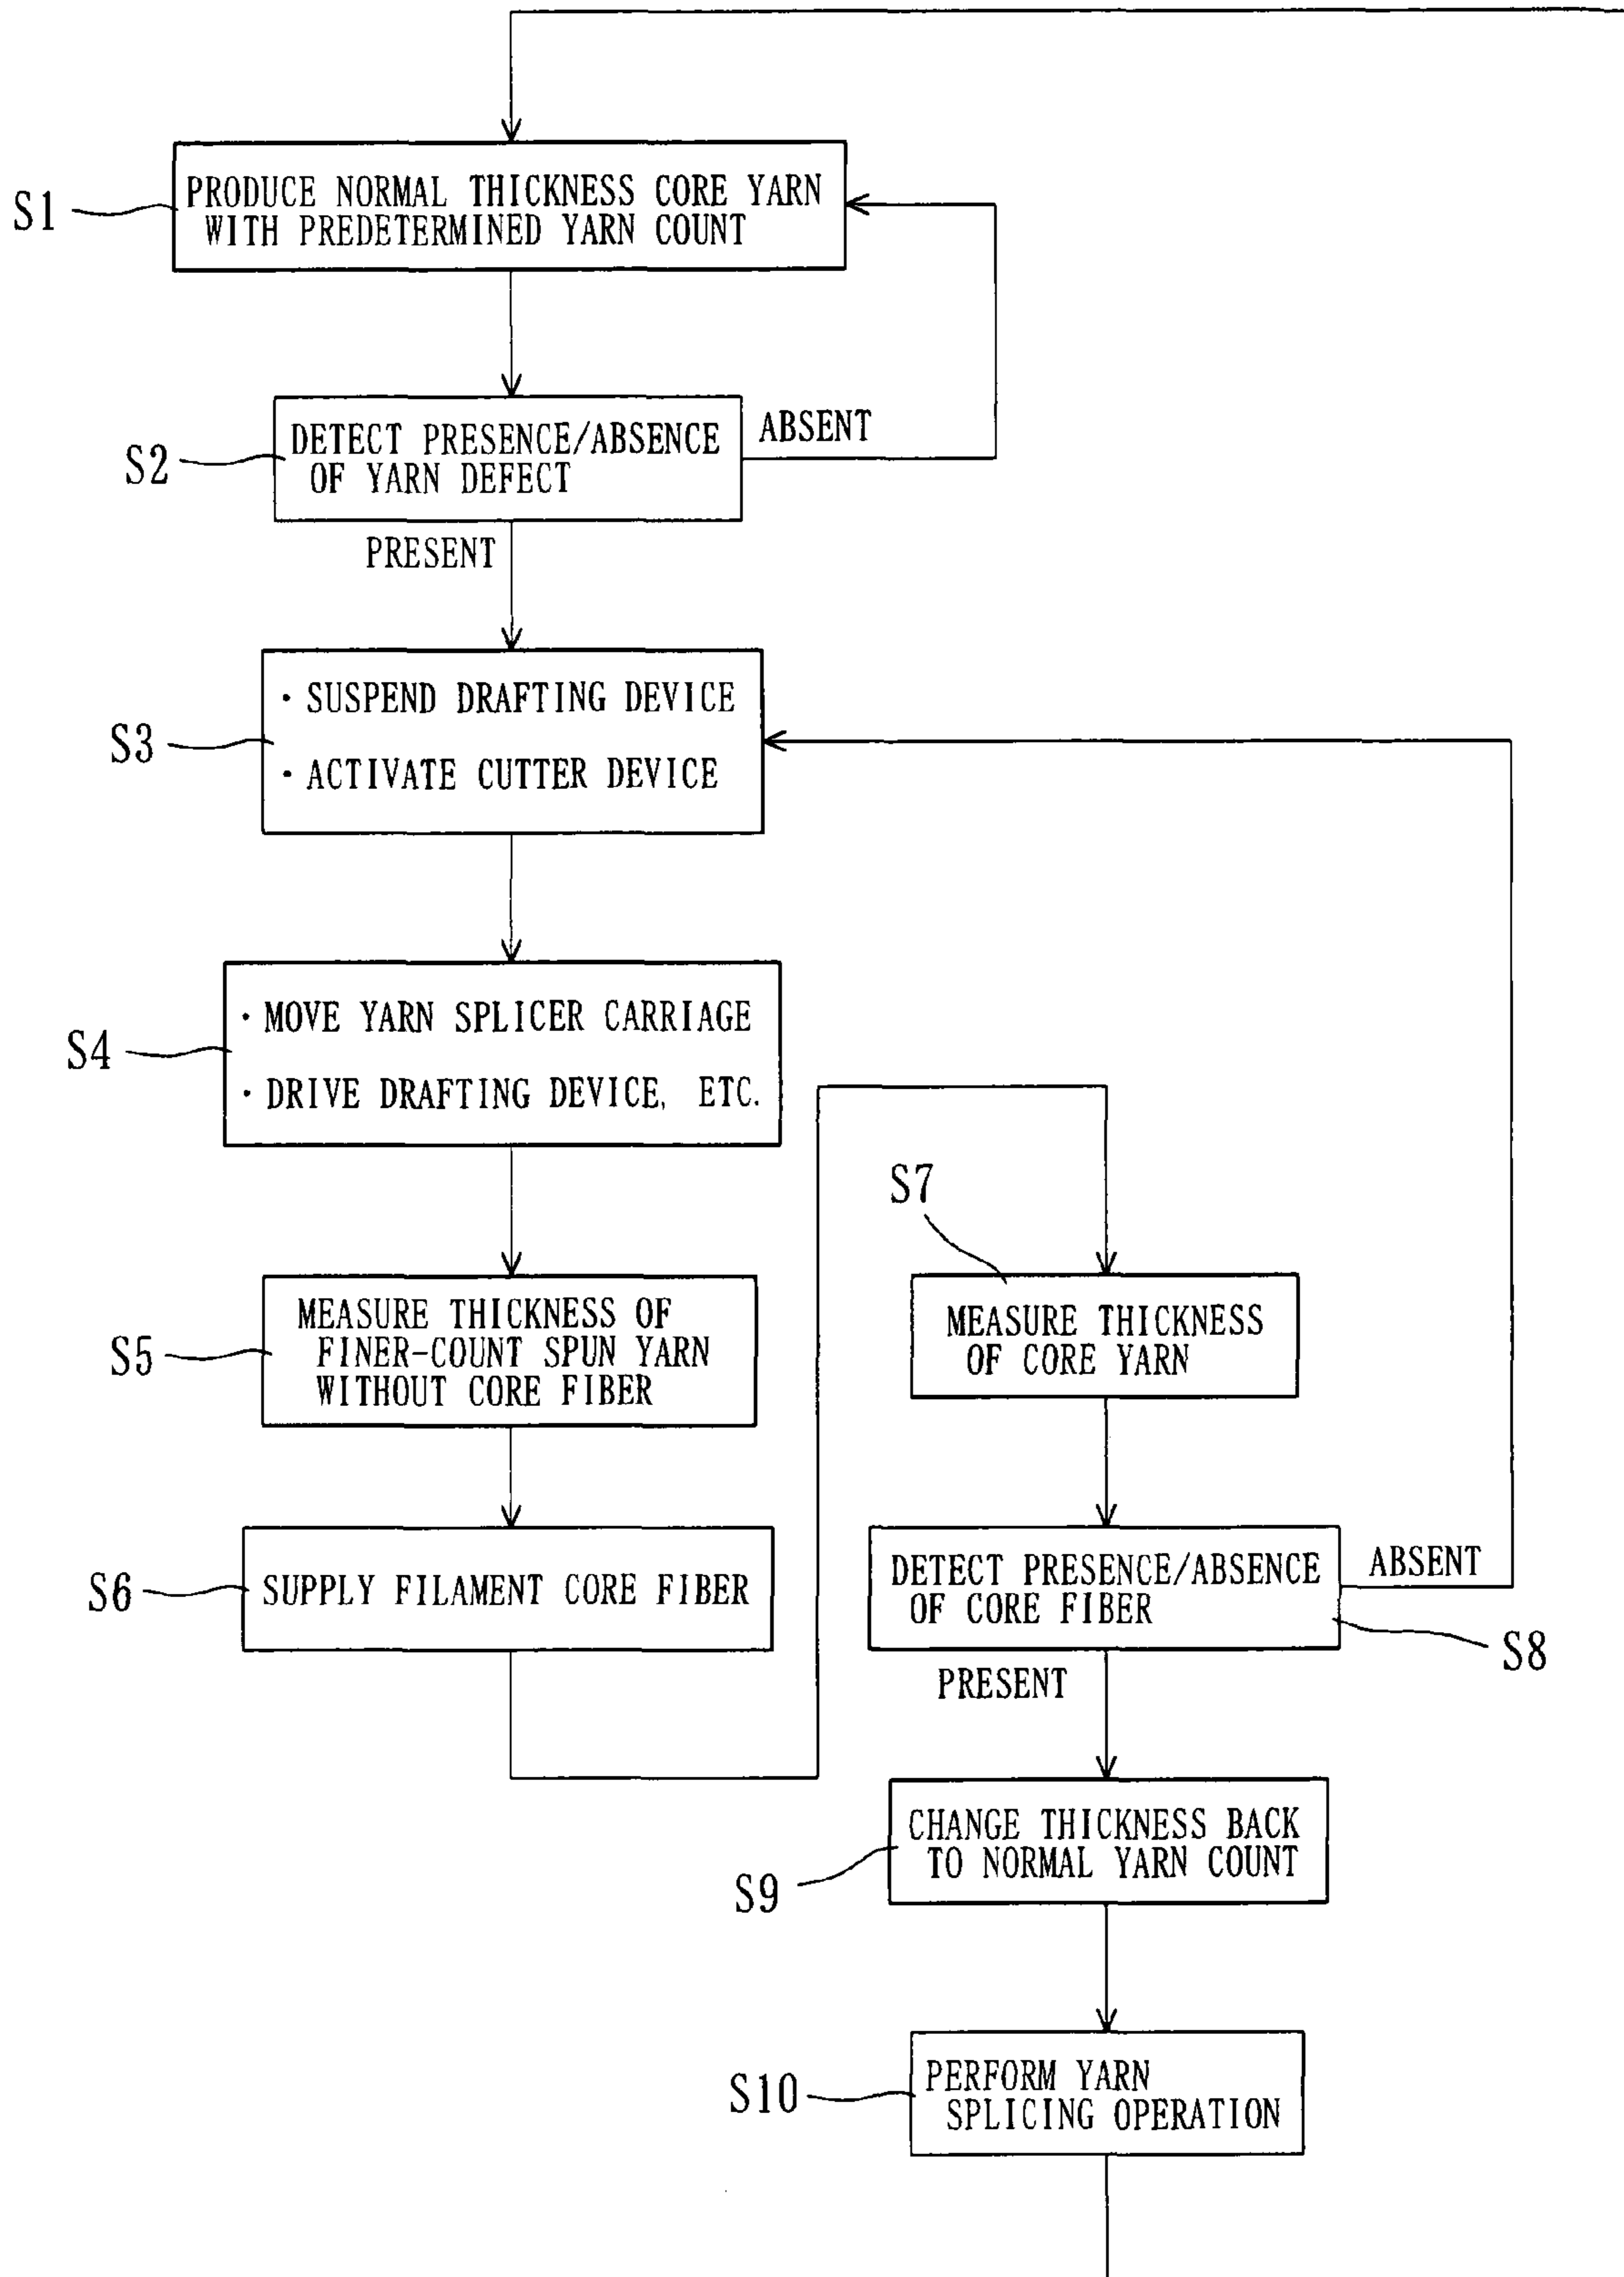 S1
PRODUCE NORMAL THICKNESS CORE YARN
WITH PREDETERMINED YARN COUNT
S2
DETECT PRESENCE/ABSENCE
OF YARN DEFECT
ABSENT
PRESENT
S3
· SUSPEND DRAFTING DEVICE
· ACTIVATE CUTTER DEVICE
S4
· MOVE YARN SPLICER CARRIAGE
· DRIVE DRAFTING DEVICE, ETC.
S5
MEASURE THICKNESS OF
FINER-COUNT SPUN YARN
WITHOUT CORE FIBER
S6
SUPPLY FILAMENT CORE FIBER
S7
MEASURE THICKNESS
OF CORE YARN
DETECT PRESENCE/ABSENCE
OF CORE FIBER
ABSENT
S8
PRESENT
CHANGE THICKNESS BACK
TO NORMAL YARN COUNT
S9
S10
PERFORM YARN
SPLICING OPERATION